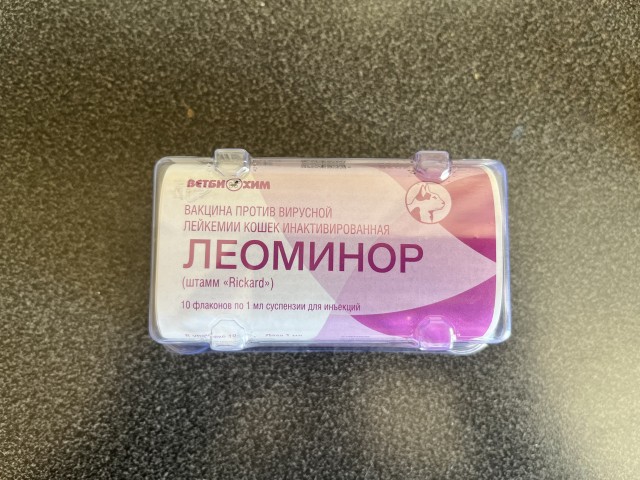 ВЕТБИОХИМ
ВАКЦИНА ПРОТИВ ВИРУСНОЙ
ЛЕЙКЕМИИ КОШЕК ИНАКТИВИРОВАННАЯ
ЛЕОМИНОР
(штамм «Rickard»)
10 флаконов по 1 мл суспензии для инъекций